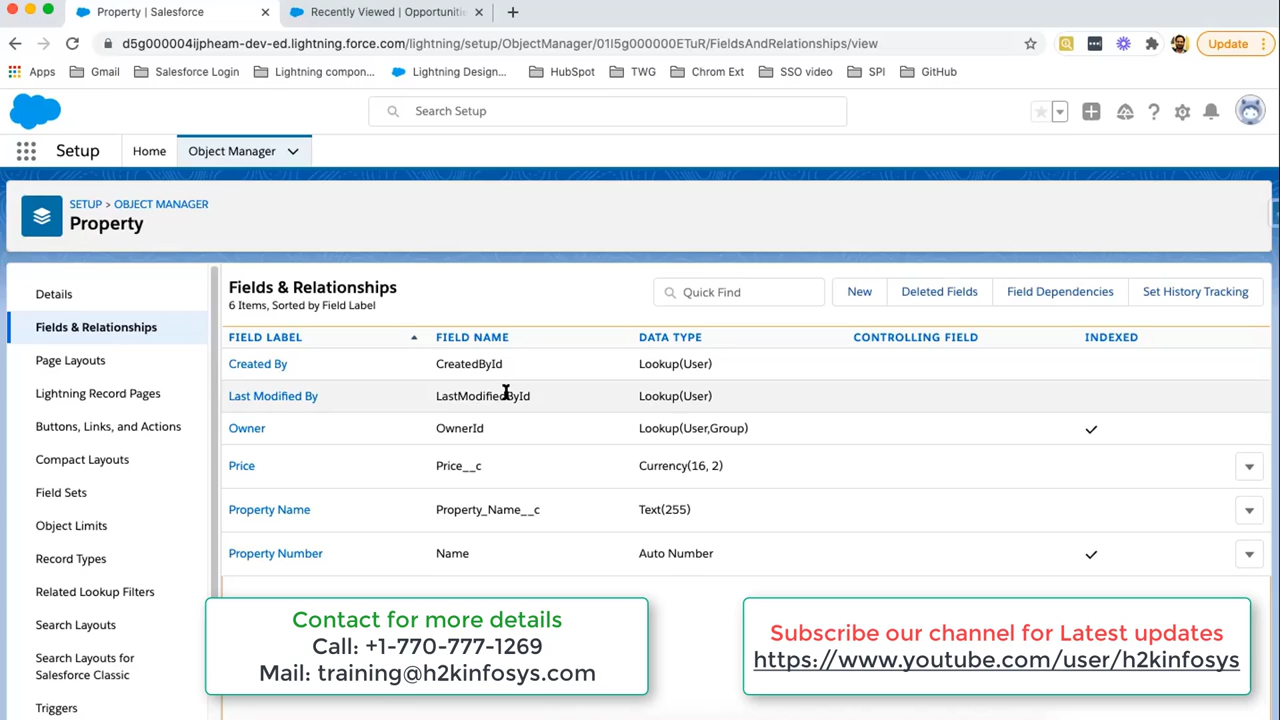 Property | Salesforce
Recently Viewed | Opportunitie
d5g000004ijpheam-dev-ed.lightning.force.com/lightning/setup/ObjectManager/01I5g000000ETuR/FieldsAndRelationships/view
Update
Apps
Gmail
Salesforce Login
Lightning compon...
Lightning Design...
HubSpot
TWG
Chrom Ext
SSO video
SPI
GitHub
Search Setup
Setup
Home
Object Manager
SETUP > OBJECT MANAGER
Property
Details
Fields & Relationships
Page Layouts
Lightning Record Pages
Buttons, Links, and Actions
Compact Layouts
Field Sets
Object Limits
Record Types
Related Lookup Filters
Search Layouts
Search Layouts for
Salesforce Classic
Triggers
Fields & Relationships
6 Items, Sorted by Field Label
Quick Find
New
Deleted Fields
Field Dependencies
Set History Tracking
FIELD LABEL FIELD NAME DATA TYPE CONTROLLING FIELD INDEXED
Created By CreatedById Lookup(User)
Last Modified By LastModifiedById Lookup(User)
Owner OwnerId Lookup(User,Group)
Price Price__c Currency(16, 2)
Property Name Property_Name__c Text(255)
Property Number Name Auto Number
Contact for more details
Call: +1-770-777-1269
Mail: training@h2kinfosys.com
Subscribe our channel for Latest updates
https://www.youtube.com/user/h2kinfosys